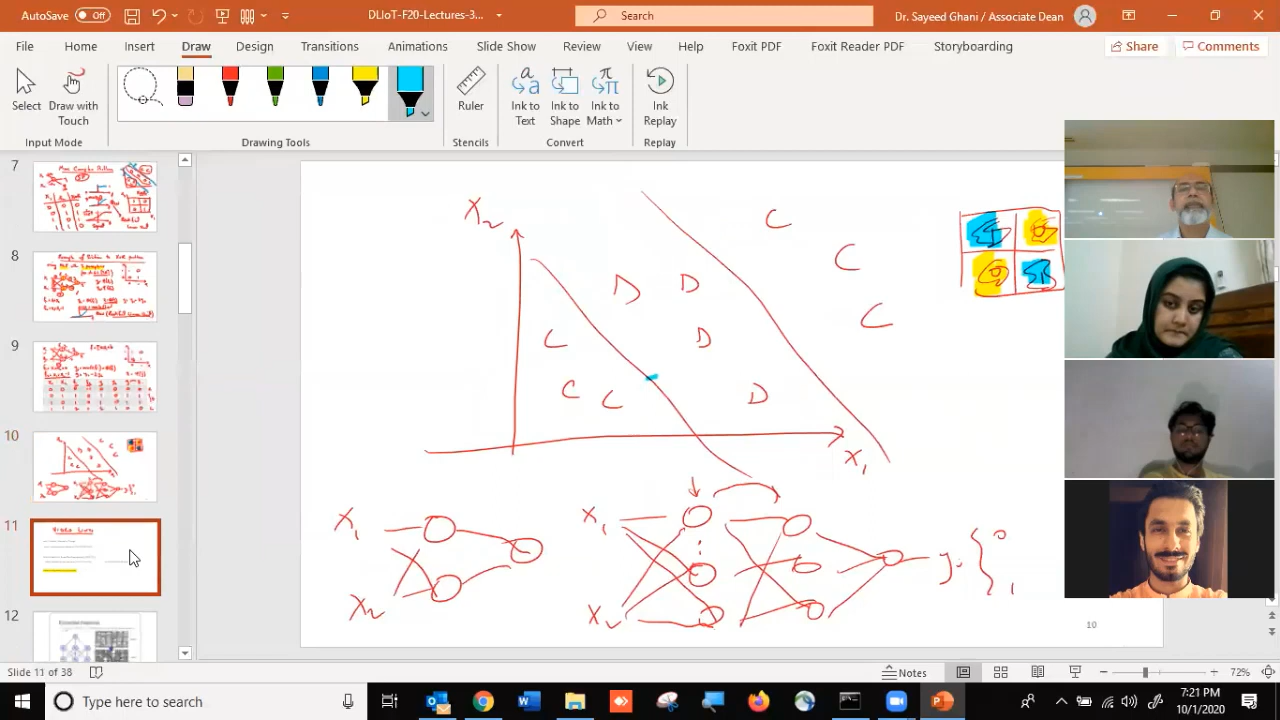 AutoSave Off
DLIoT-F20-Lectures-3...
Search
Dr. Sayeed Ghani / Associate Dean
File Home Insert Draw Design Transitions Animations Slide Show Review View Help Foxit PDF Foxit Reader PDF Storyboarding Share Comments
Select
Draw with Touch
Ruler
Ink to Text
Ink to Shape
Ink to Math
Ink Replay
Input Mode
Drawing Tools
Stencils
Convert
Replay
7
8
9
10
11
12
X2
C
C
C
D D
D
D
C
C C
X1
X1
X2
X1
X2
y = { 0
1
10
Slide 11 of 38
Notes
72%
Type here to search
7:21 PM
10/1/2020